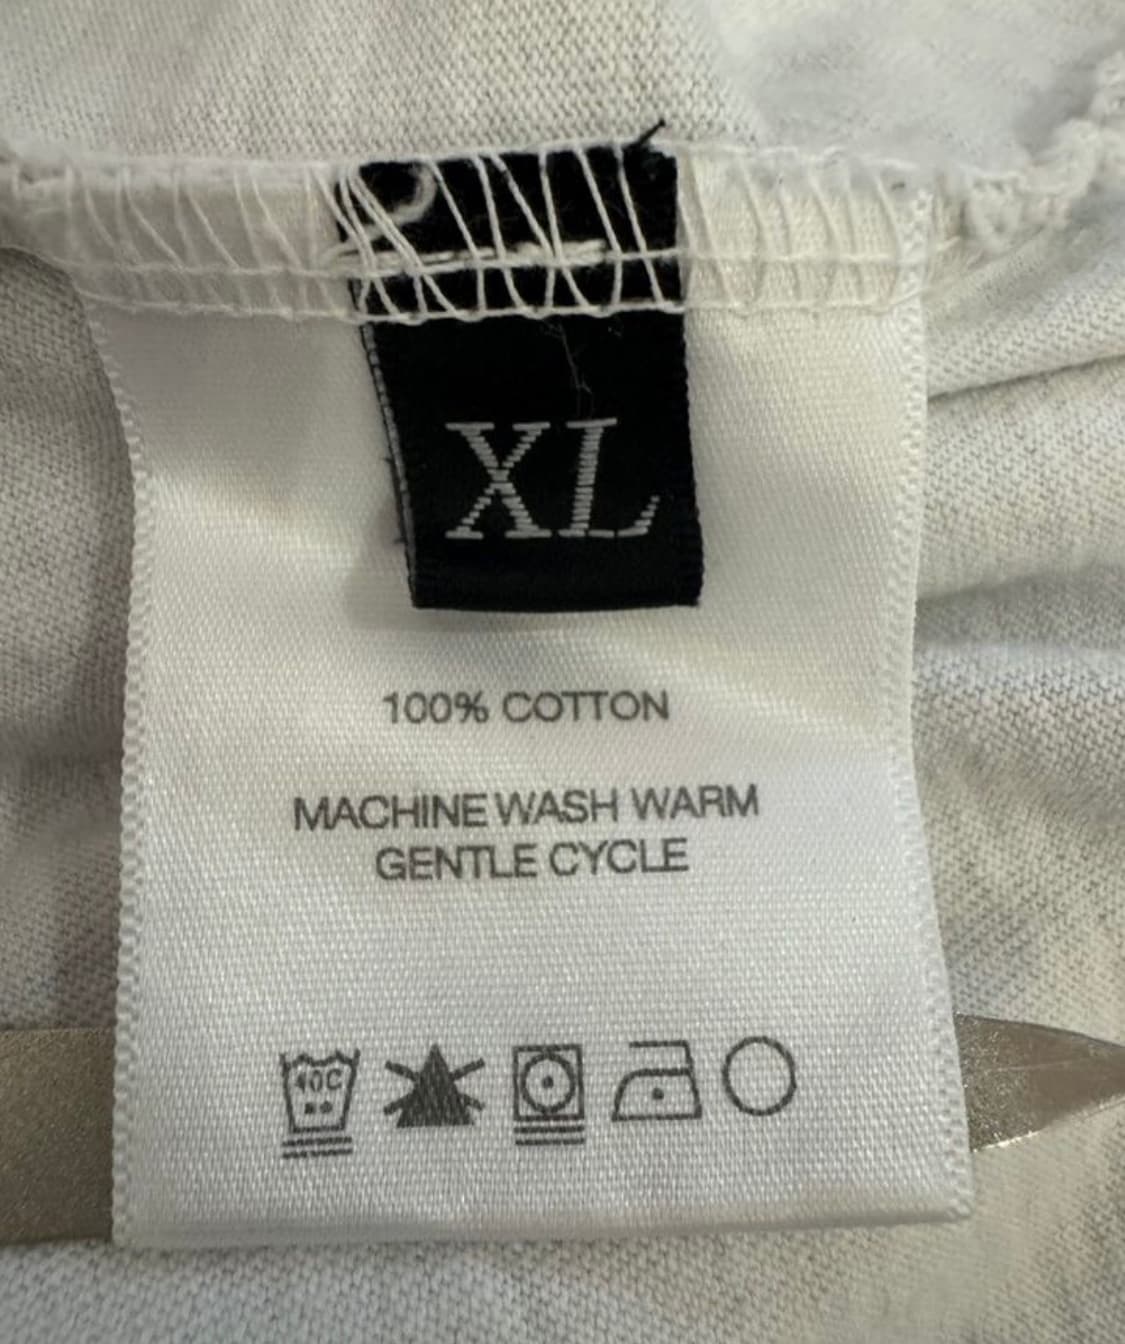 XL
100% COTTON
MACHINE WASH WARM
GENTLE CYCLE
40C